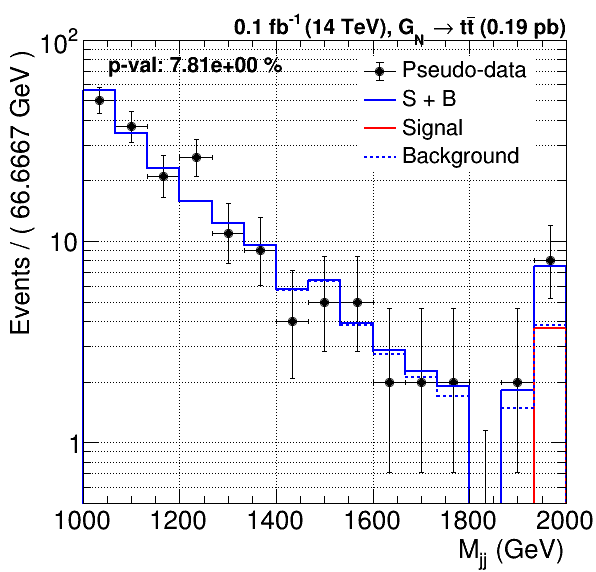 0.1 fb⁻¹ (14 TeV), G_N → tt̄ (0.19 pb)
p-val: 7.81e+00 %
Pseudo-data
S + B
Signal
Background
Events / ( 66.6667 GeV )
10²
10
1
1000 1200 1400 1600 1800 2000
M_jj (GeV)